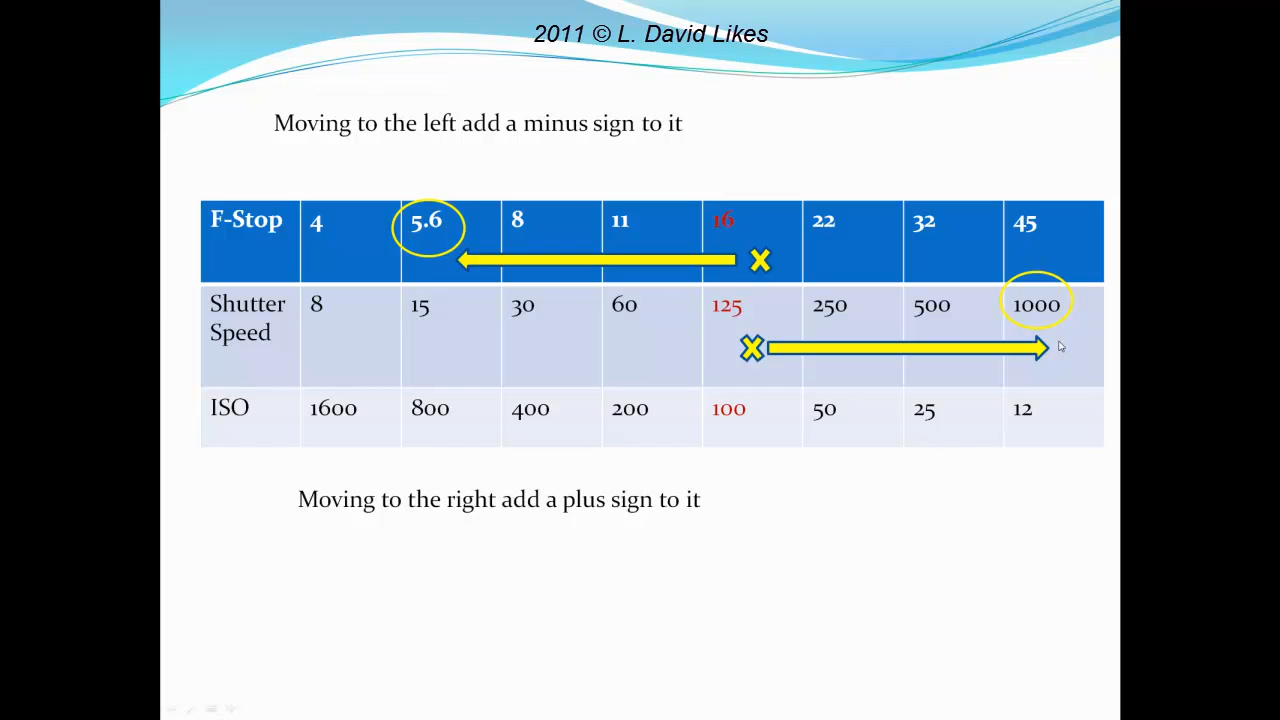 2011 © L. David Likes
Moving to the left add a minus sign to it
F-Stop 4 5.6 8 11 16 22 32 45
Shutter Speed 8 15 30 60 125 250 500 1000
ISO 1600 800 400 200 100 50 25 12
Moving to the right add a plus sign to it